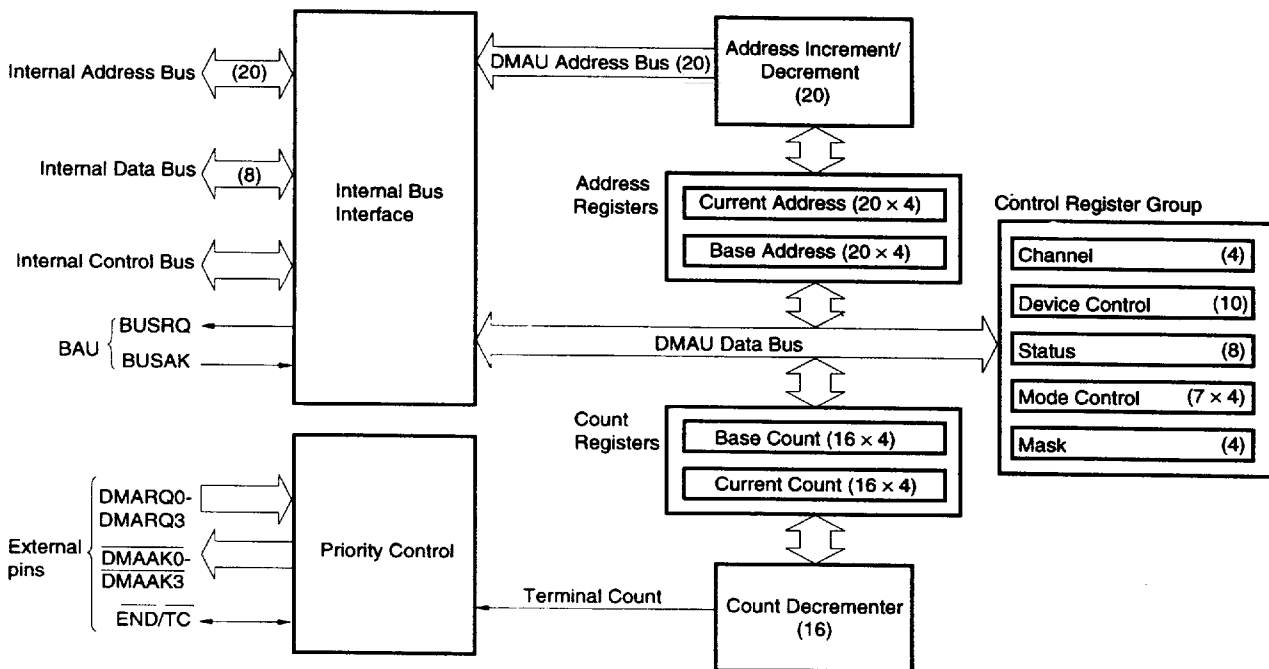 Internal Address Bus
(20)
Internal Data Bus
(8)
Internal Control Bus
BAU
BUSRQ
BUSAK
Internal Bus
Interface
DMAU Address Bus (20)
Address Increment/
Decrement
(20)
Address
Registers
Current Address (20 × 4)
Base Address (20 × 4)
DMAU Data Bus
Control Register Group
Channel (4)
Device Control (10)
Status (8)
Mode Control (7 × 4)
Mask (4)
Count
Registers
Base Count (16 × 4)
Current Count (16 × 4)
External
pins
DMARQ0-
DMARQ3
DMAAK0-
DMAAK3
END/TC
Priority Control
Terminal Count
Count Decrementer
(16)